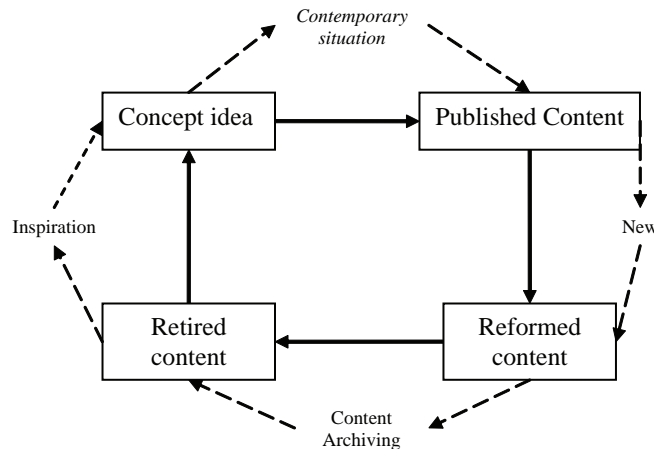 Contemporary
situation
Concept idea
Published Content
Inspiration
New
Retired
content
Reformed
content
Content
Archiving